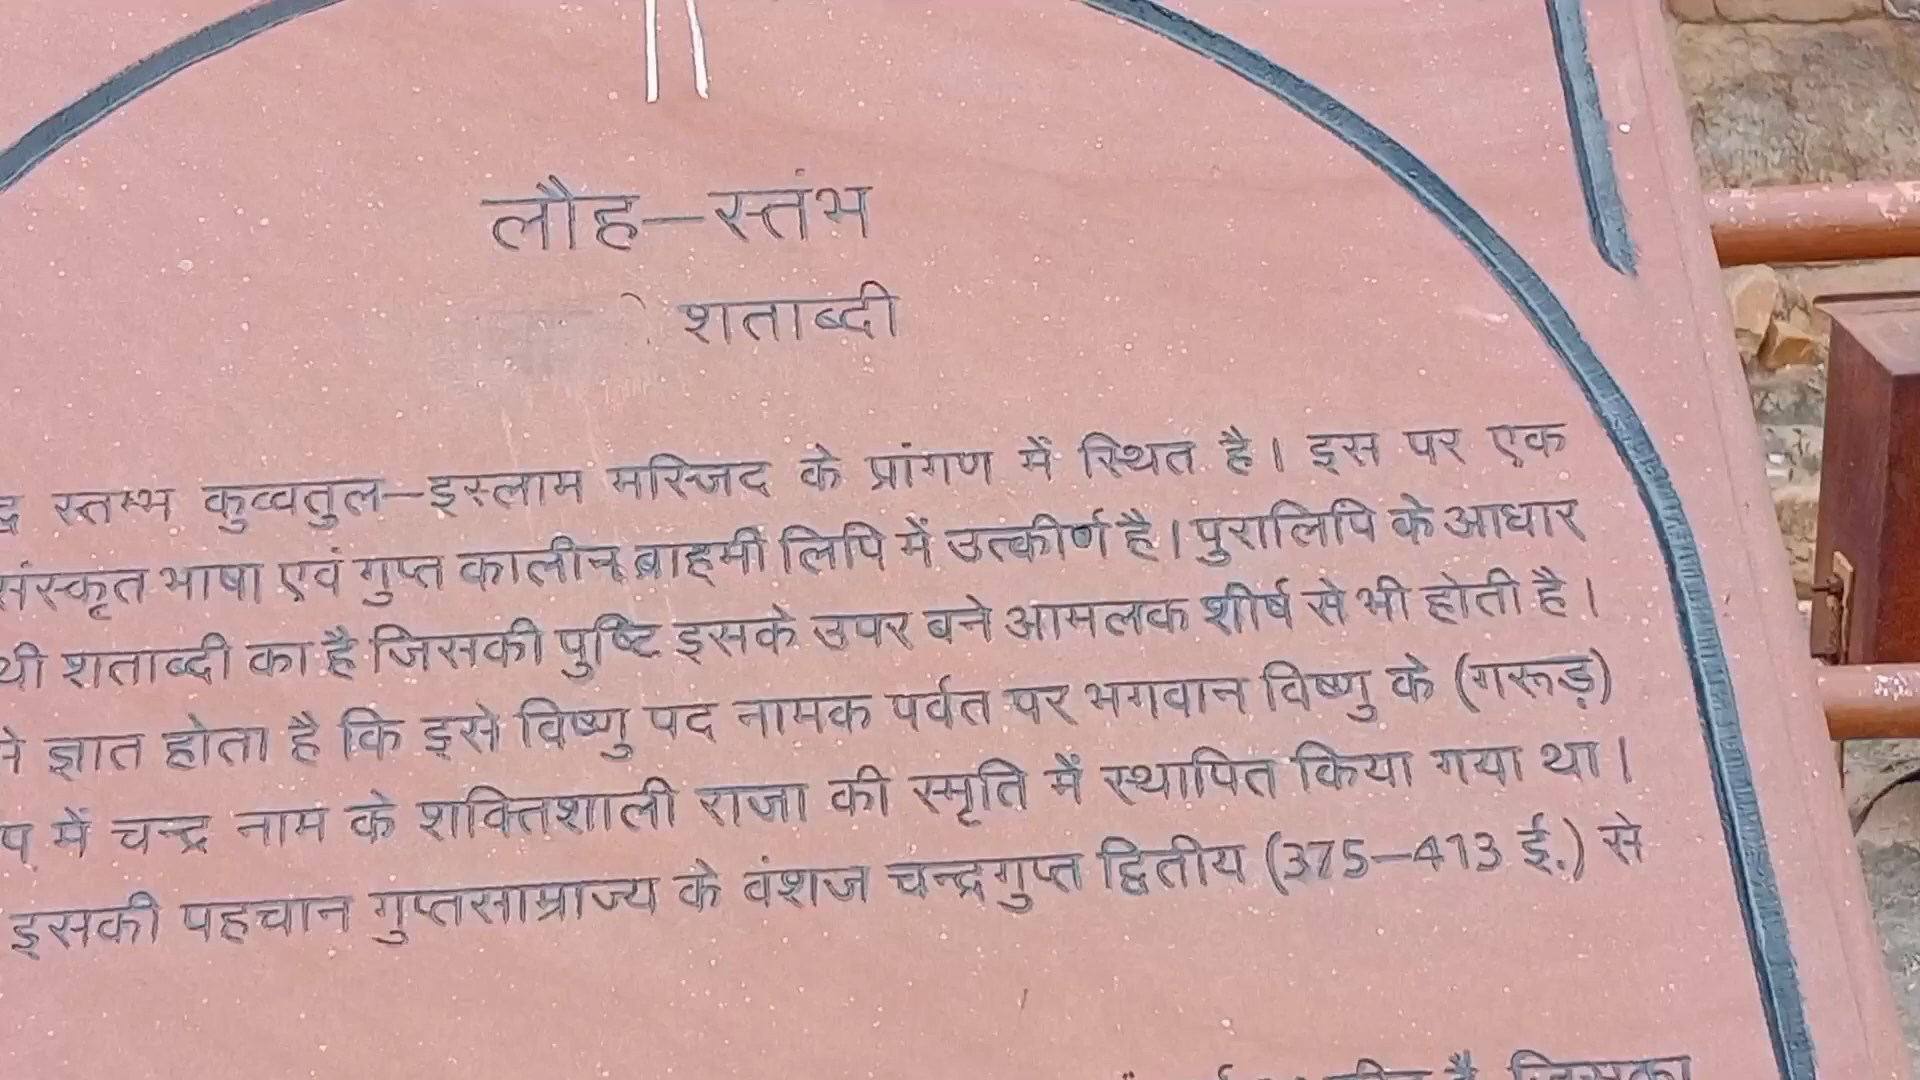 लौह–स्तंभ
शताब्दी
स्तम्भ कुव्वतुल–इस्लाम मस्जिद के प्रांगण में स्थित है। इस पर एक
संस्कृत भाषा एवं गुप्त कालीन ब्राह्मी लिपि में उत्कीर्ण है। पुरालिपि के आधार
शताब्दी का है जिसकी पुष्टि इसके उपर बने आमलक शीर्ष से भी होती है।
ज्ञात होता है कि इसे विष्णु पद नामक पर्वत पर भगवान विष्णु के (गरूड़)
में चन्द्र नाम के शक्तिशाली राजा की स्मृति में स्थापित किया गया था।
इसकी पहचान गुप्तसाम्राज्य के वंशज चन्द्रगुप्त द्वितीय (375–413 ई.) से